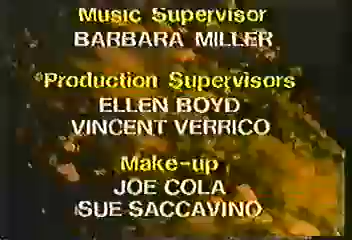 Music Supervisor
BARBARA MILLER
Production Supervisors
ELLEN BOYD
VINCENT VERRICO
Make-up
JOE COLA
SUE SACCAVINO